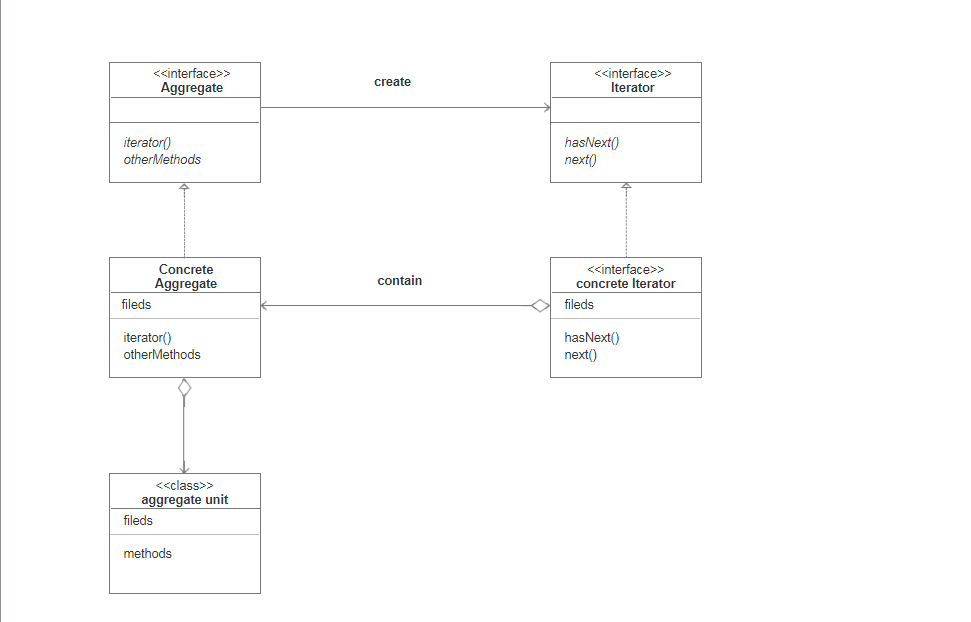 <<interface>>
Aggregate
iterator()
otherMethods
create
<<interface>>
Iterator
hasNext()
next()
Concrete
Aggregate
fileds
iterator()
otherMethods
contain
<<interface>>
concrete Iterator
fileds
hasNext()
next()
<<class>>
aggregate unit
fileds
methods